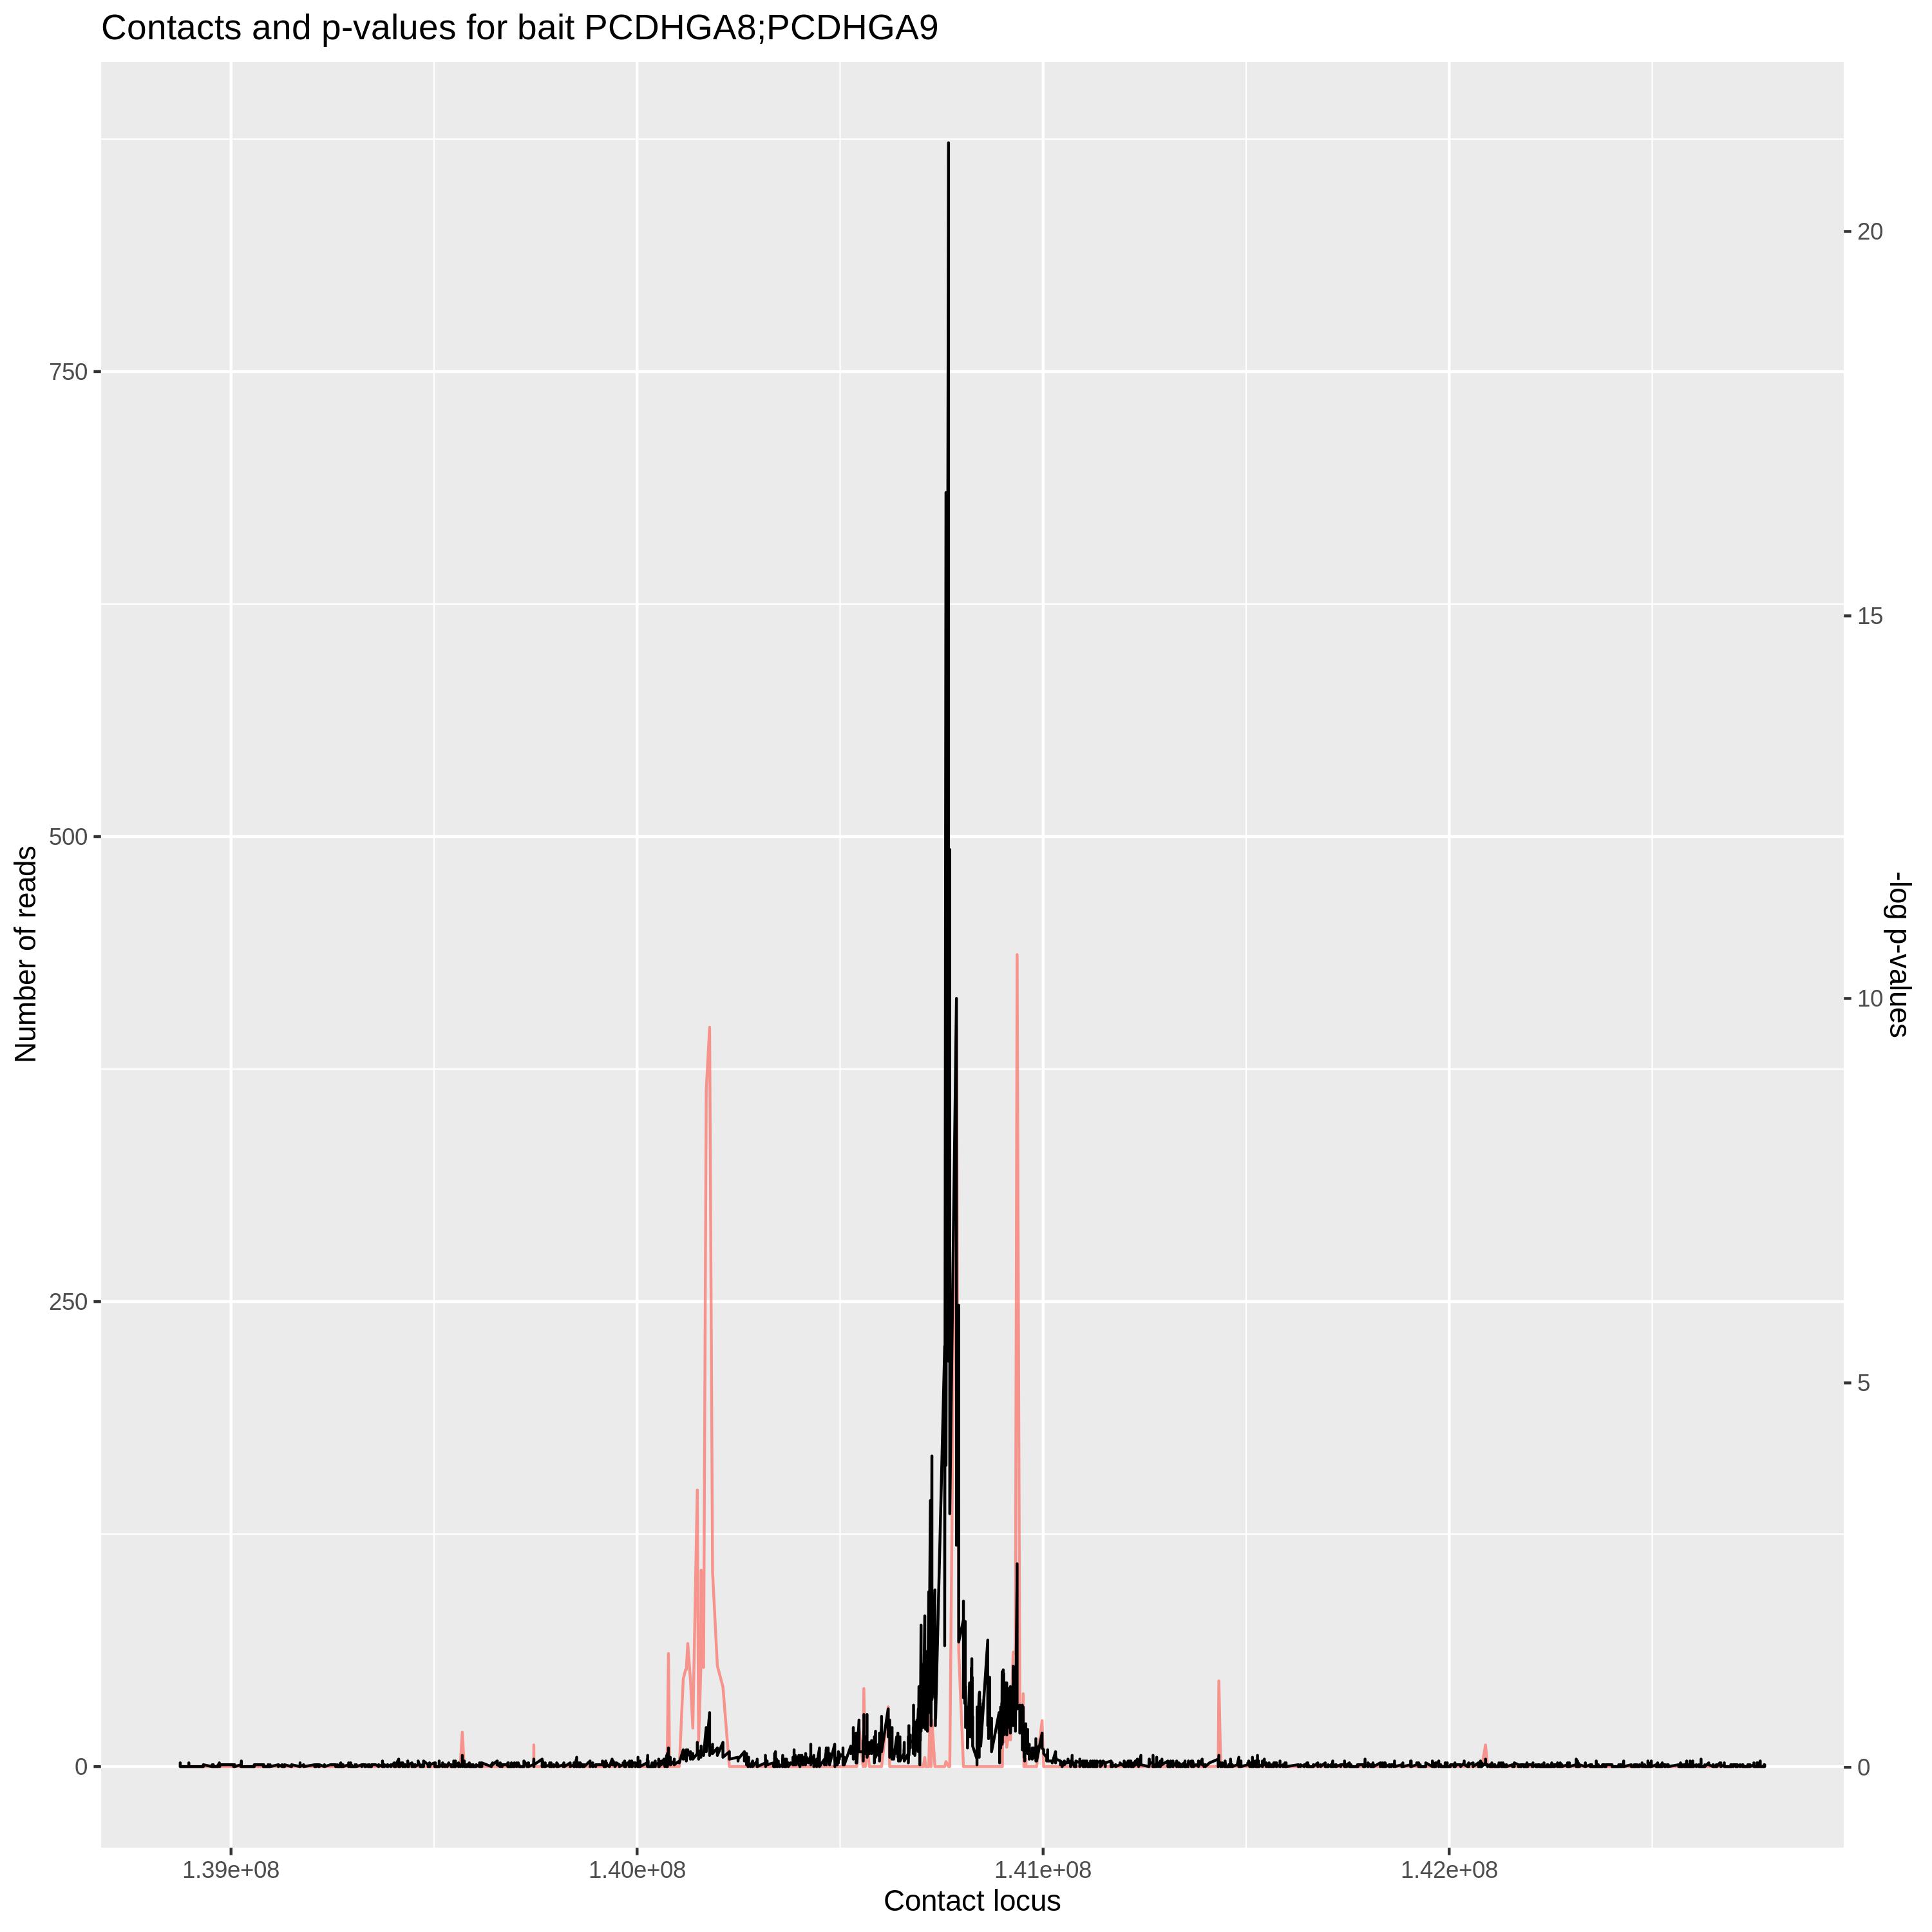 Contacts and p-values for bait PCDHGA8;PCDHGA9
Number of reads
750
500
250
0
20
15
10
5
0
-log p-values
1.39e+08
1.40e+08
1.41e+08
1.42e+08
Contact locus